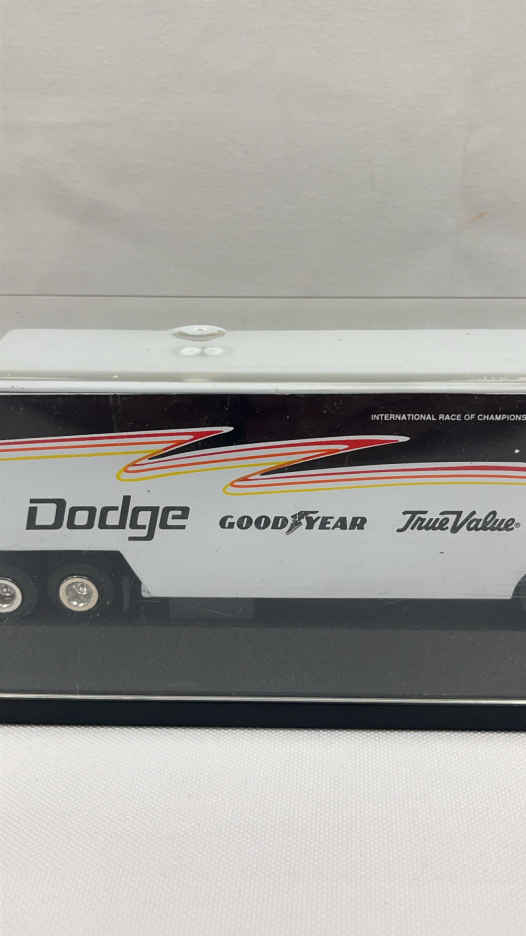 INTERNATIONAL RACE OF CHAMPIONS
Dodge GOODYEAR TrueValue®